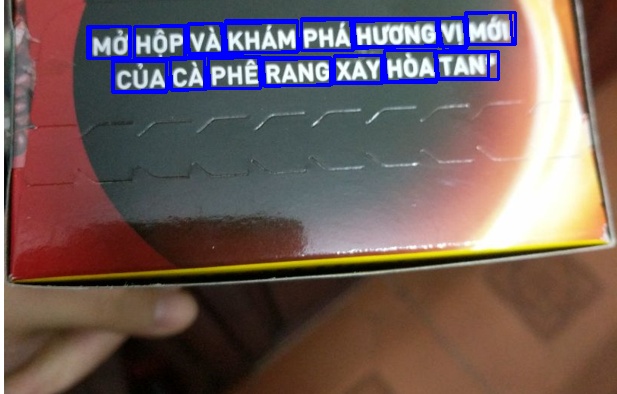 MỞ HỘP VÀ KHÁM PHÁ HƯƠNG VỊ MỚI
CỦA CÀ PHÊ RANG XAY HÒA TAN*